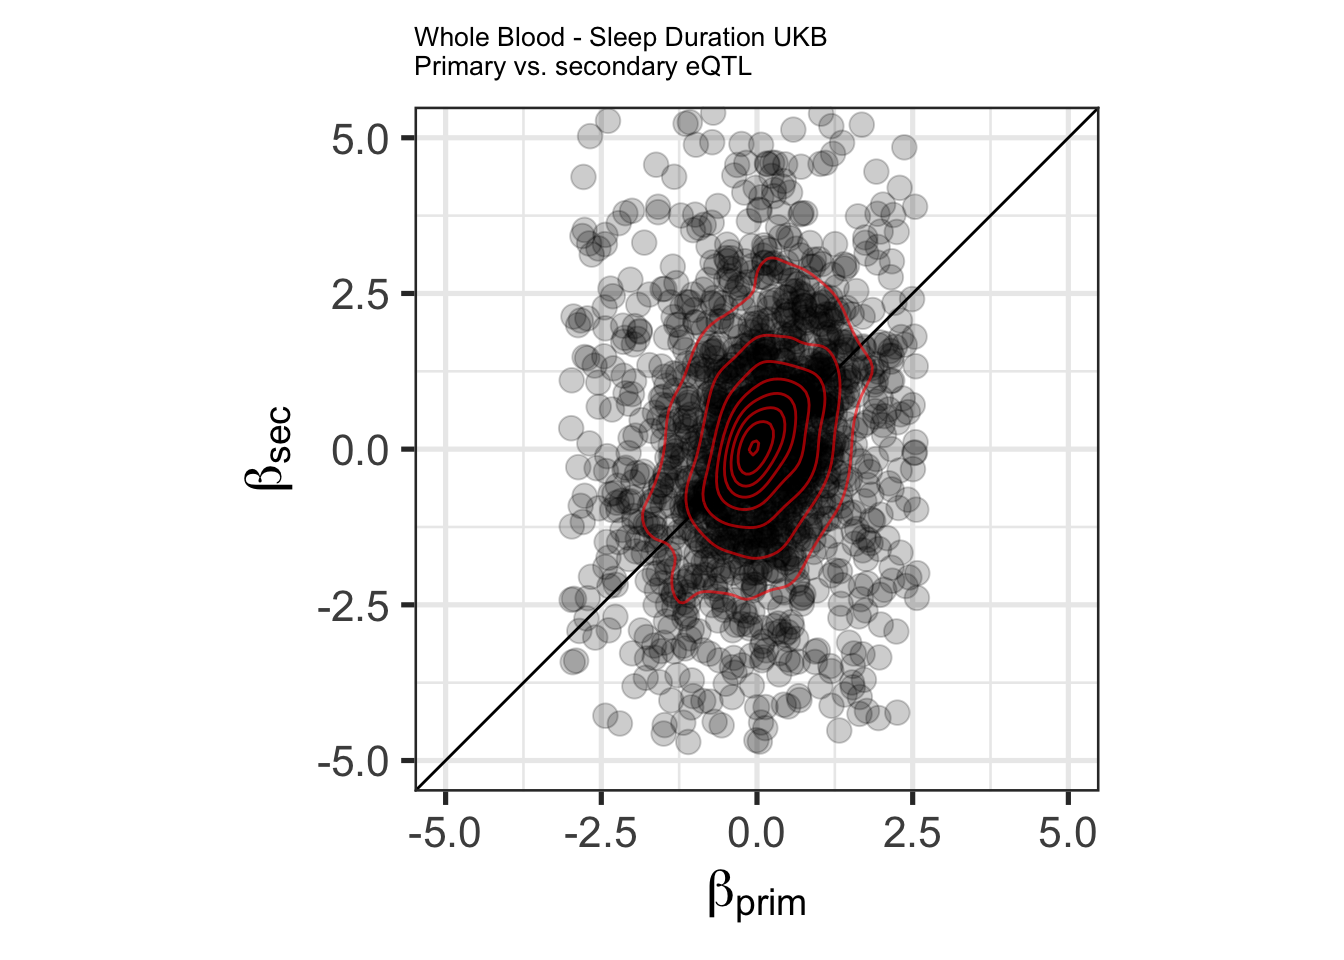 Whole Blood - Sleep Duration UKB
Primary vs. secondary eQTL
5.0
2.5
0.0
-2.5
-5.0
βsec
-5.0 -2.5 0.0 2.5 5.0
βprim